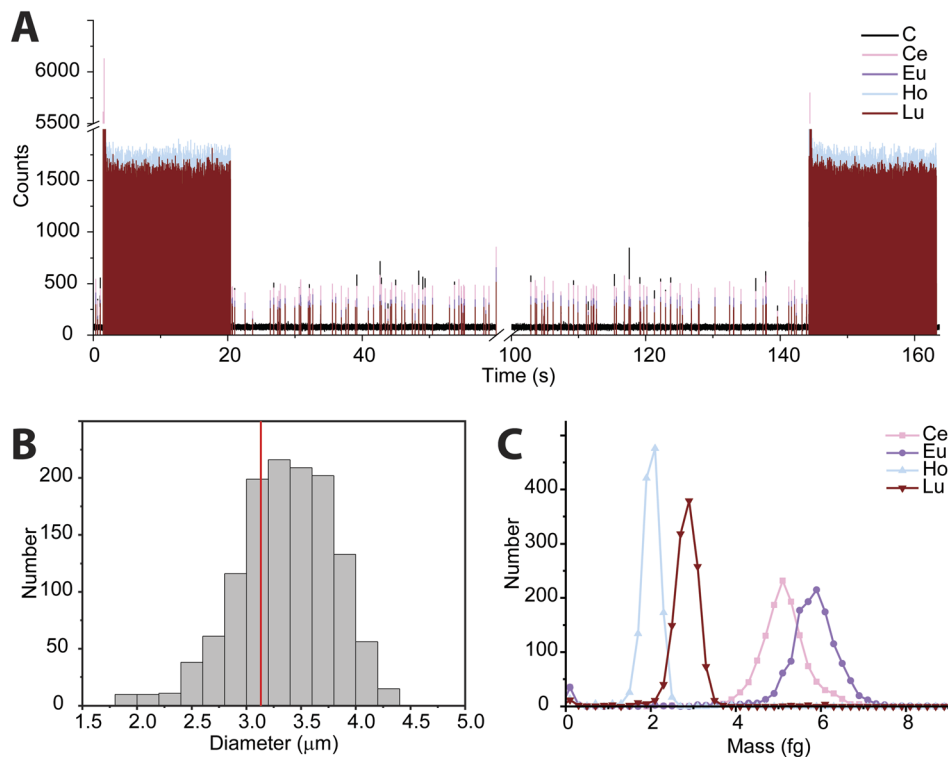 A
C
Ce
Eu
Ho
Lu
6000
5500
1500
1000
500
0
Counts
0 20 40 100 120 140 160
Time (s)
B
200
150
100
50
0
Number
1.5 2.0 2.5 3.0 3.5 4.0 4.5 5.0
Diameter (μm)
C
Ce
Eu
Ho
Lu
400
300
200
100
0
Number
0 2 4 6 8
Mass (fg)